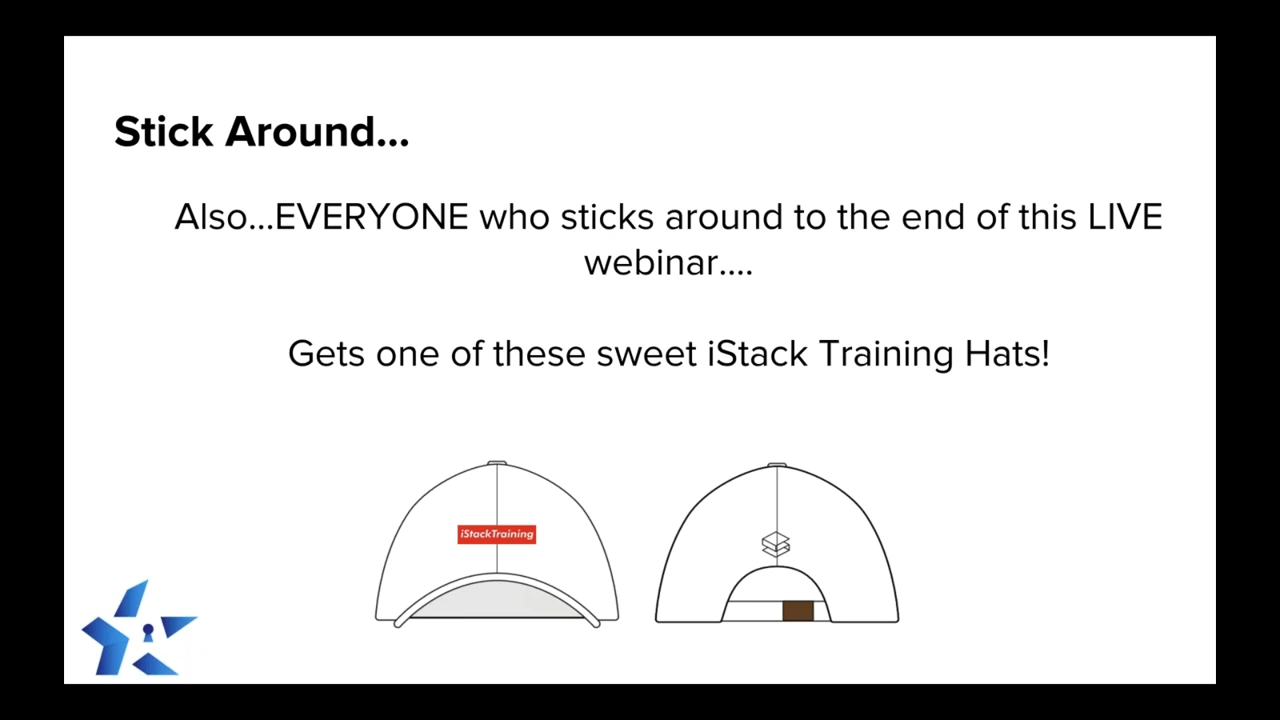 Stick Around...
Also...EVERYONE who sticks around to the end of this LIVE
webinar....
Gets one of these sweet iStack Training Hats!
iStackTraining